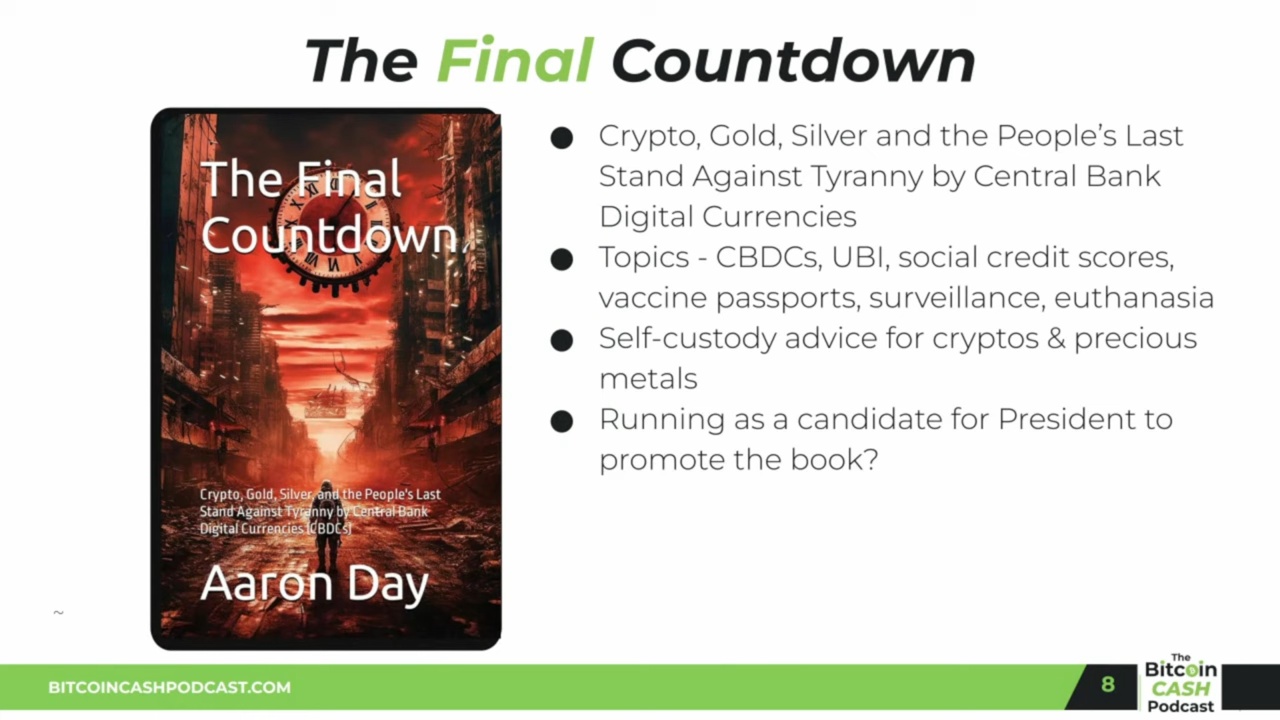 The Final Countdown
The Final
Countdown
Crypto, Gold, Silver, and the People's Last
Stand Against Tyranny by Central Bank
Digital Currencies (CBDCs)
Aaron Day
● Crypto, Gold, Silver and the People’s Last
Stand Against Tyranny by Central Bank
Digital Currencies
● Topics - CBDCs, UBI, social credit scores,
vaccine passports, surveillance, euthanasia
● Self-custody advice for cryptos & precious
metals
● Running as a candidate for President to
promote the book?
~
BITCOINCASHPODCAST.COM
8
The
Bitcoin
CASH
Podcast